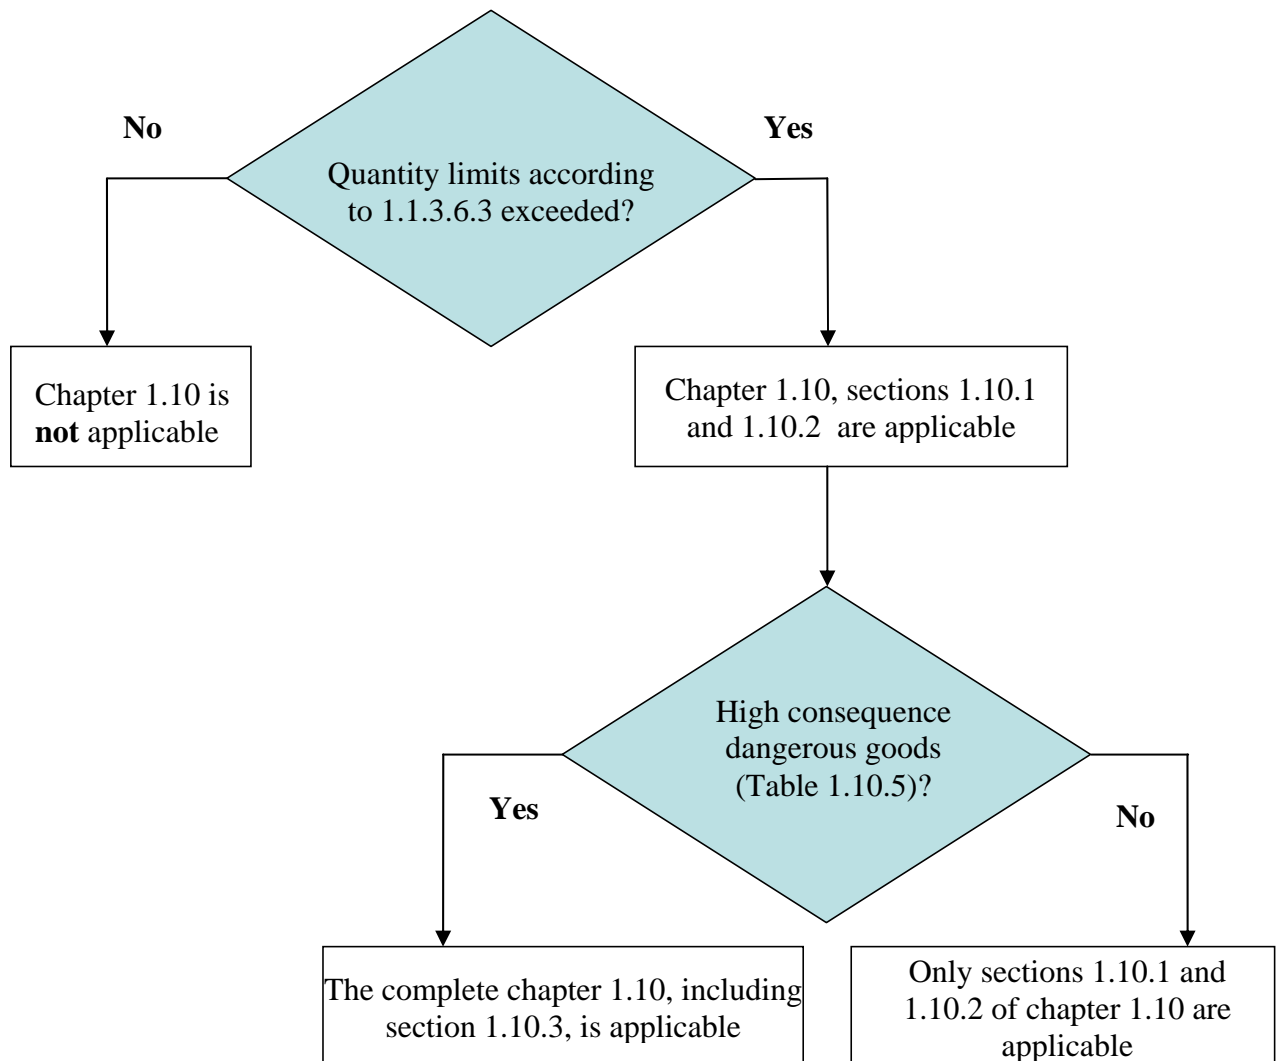 No
Yes
Quantity limits according
to 1.1.3.6.3 exceeded?
Chapter 1.10 is
not applicable
Chapter 1.10, sections 1.10.1
and 1.10.2 are applicable
High consequence
dangerous goods
(Table 1.10.5)?
Yes
No
The complete chapter 1.10, including
section 1.10.3, is applicable
Only sections 1.10.1 and
1.10.2 of chapter 1.10 are
applicable